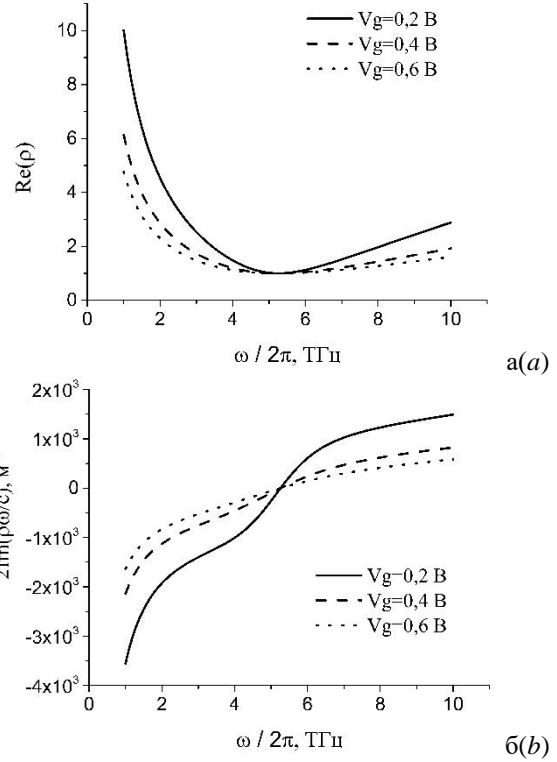 Vg=0,2 В
Vg=0,4 В
Vg=0,6 В
10
8
6
4
2
0
Re(ρ)
0 2 4 6 8 10
ω / 2π, ТГц
а(a)
2x10³
1x10³
0
-1x10³
-2x10³
-3x10³
-4x10³
2Im(ρω/c), м
Vg=0,2 В
Vg=0,4 В
Vg=0,6 В
0 2 4 6 8 10
ω / 2π, ТГц
б(b)